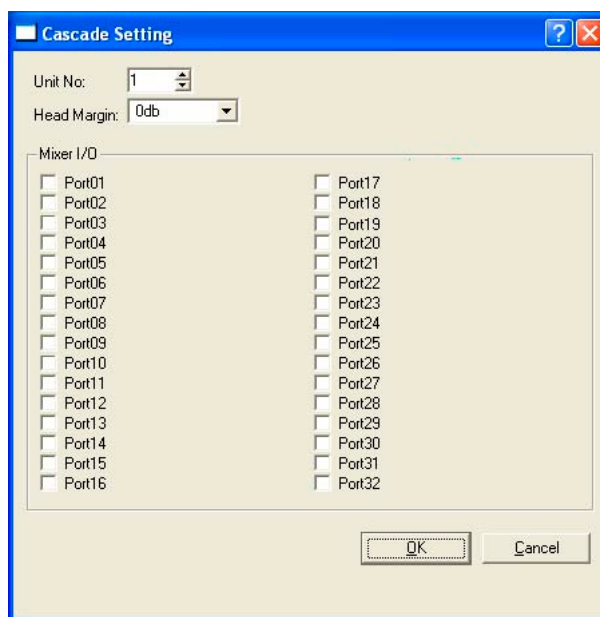 Cascade Setting
Unit No: 1
Head Margin: 0db
Mixer I/O
Port01 Port17
Port02 Port18
Port03 Port19
Port04 Port20
Port05 Port21
Port06 Port22
Port07 Port23
Port08 Port24
Port09 Port25
Port10 Port26
Port11 Port27
Port12 Port28
Port13 Port29
Port14 Port30
Port15 Port31
Port16 Port32
OK Cancel